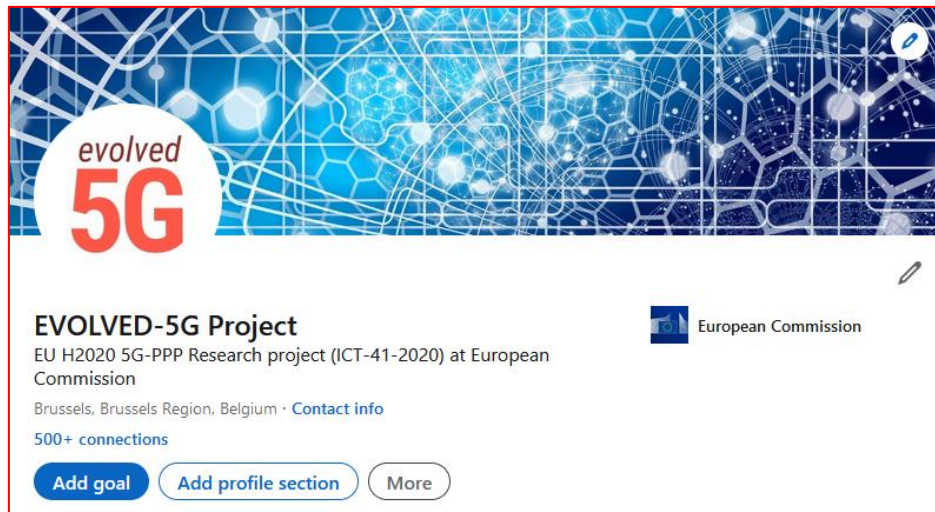 evolved
5G
EVOLVED-5G Project
EU H2020 5G-PPP Research project (ICT-41-2020) at European
Commission
Brussels, Brussels Region, Belgium · Contact info
500+ connections
Add goal
Add profile section
More
European Commission